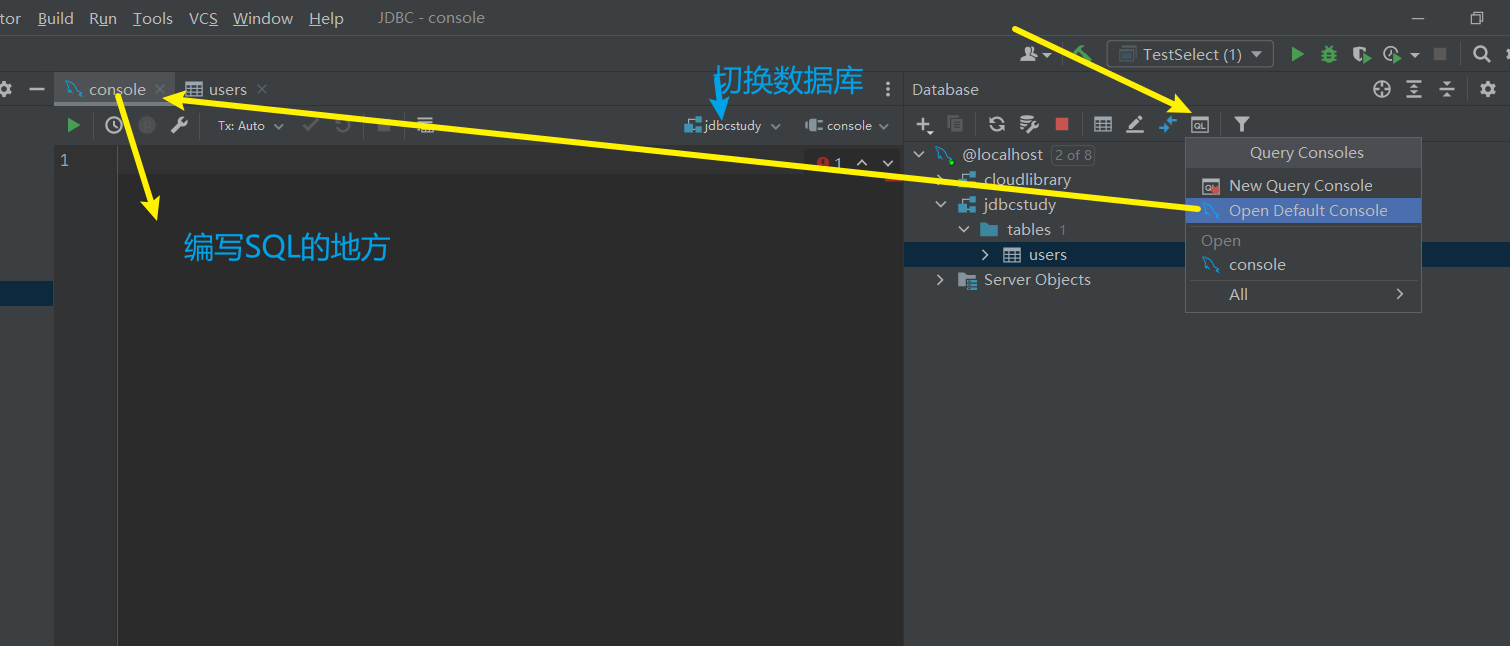 tor Build Run Tools VCS Window Help JDBC - console
TestSelect (1)
console users
切换数据库
Database
Tx: Auto
jdbcstudy
console
QL
1
1
Query Consoles
New Query Console
Open Default Console
Open
console
All
@localhost 2 of 8
cloudlibrary
jdbcstudy
tables 1
users
Server Objects
编写SQL的地方